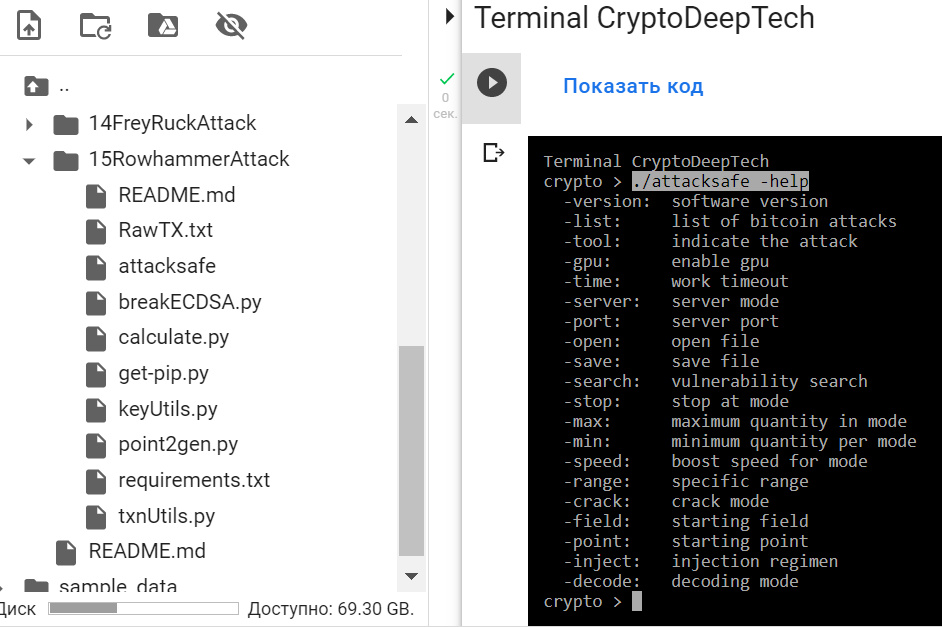 ..
14FreyRuckAttack
15RowhammerAttack
README.md
RawTX.txt
attacksafe
breakECDSA.py
calculate.py
get-pip.py
keyUtils.py
point2gen.py
requirements.txt
txnUtils.py
README.md
sample_data
Диск
Доступно: 69.30 GB.
0
сек.
Terminal CryptoDeepTech
Показать код
Terminal CryptoDeepTech
crypto > ./attacksafe -help
-version: software version
-list: list of bitcoin attacks
-tool: indicate the attack
-gpu: enable gpu
-time: work timeout
-server: server mode
-port: server port
-open: open file
-save: save file
-search: vulnerability search
-stop: stop at mode
-max: maximum quantity in mode
-min: minimum quantity per mode
-speed: boost speed for mode
-range: specific range
-crack: crack mode
-field: starting field
-point: starting point
-inject: injection regimen
-decode: decoding mode
crypto >